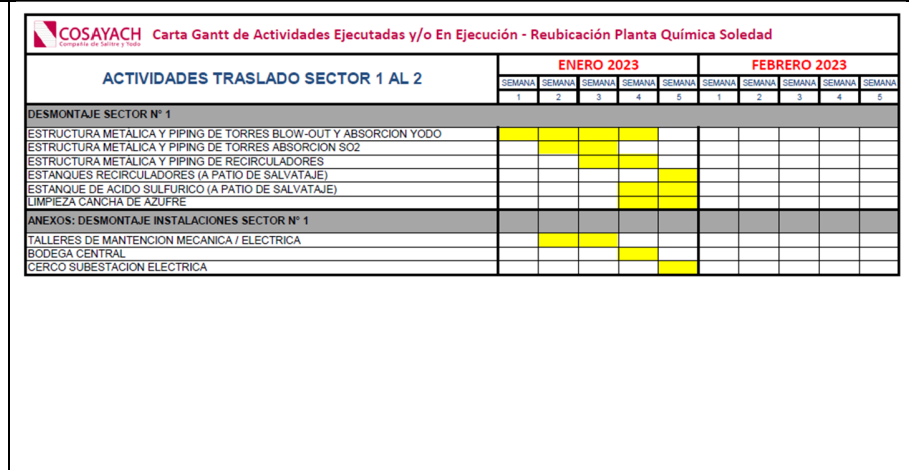 COSAYACH
Compañia de Salitre y Yodo
Carta Gantt de Actividades Ejecutadas y/o En Ejecución - Reubicación Planta Química Soledad
ACTIVIDADES TRASLADO SECTOR 1 AL 2
ENERO 2023 FEBRERO 2023
SEMANA SEMANA SEMANA SEMANA SEMANA SEMANA SEMANA SEMANA SEMANA SEMANA
1 2 3 4 5 1 2 3 4 5
DESMONTAJE SECTOR N° 1
ESTRUCTURA METÁLICA Y PIPING DE TORRES BLOW-OUT Y ABSORCION YODO
ESTRUCTURA METÁLICA Y PIPING DE TORRES ABSORCION SO2
ESTRUCTURA METÁLICA Y PIPING DE RECIRCULADORES
ESTANQUES RECIRCULADORES (A PATIO DE SALVATAJE)
ESTANQUE DE ACIDO SULFURICO (A PATIO DE SALVATAJE)
LIMPIEZA CANCHA DE AZUFRE
ANEXOS: DESMONTAJE INSTALACIONES SECTOR N° 1
TALLERES DE MANTENCION MECANICA / ELECTRICA
BODEGA CENTRAL
CERCO SUBESTACION ELECTRICA